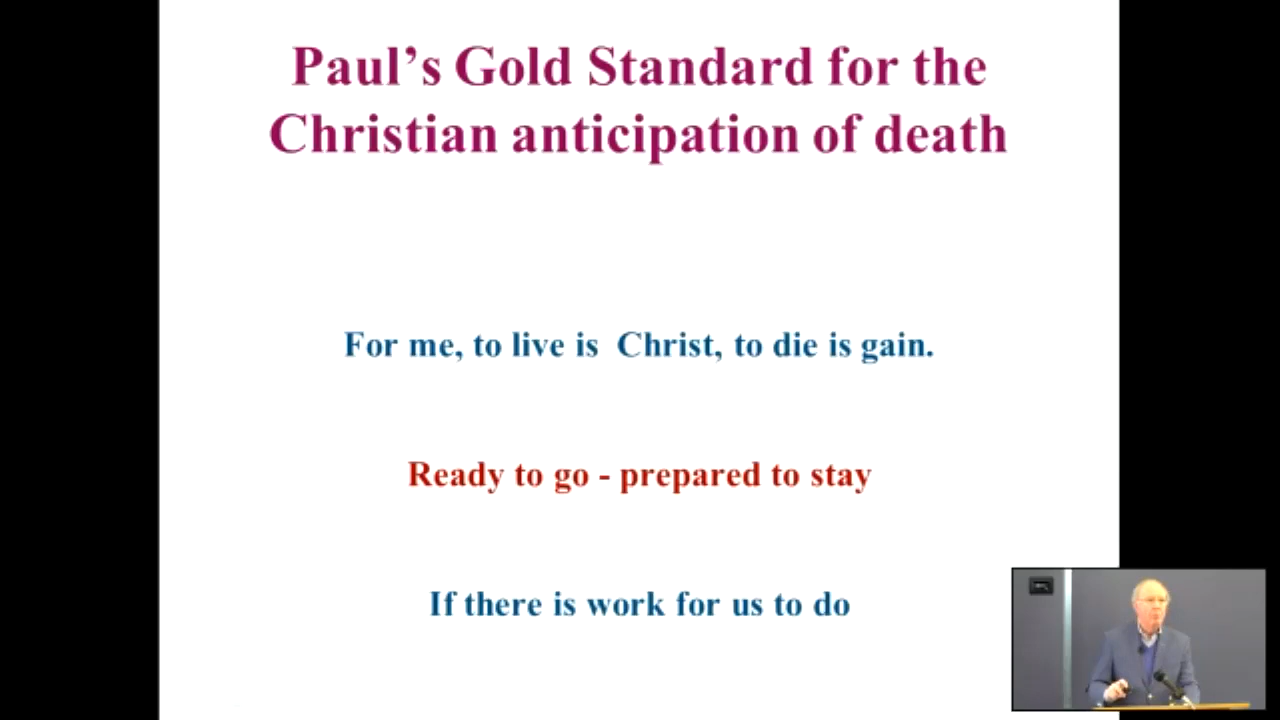 Paul’s Gold Standard for the
Christian anticipation of death
For me, to live is Christ, to die is gain.
Ready to go - prepared to stay
If there is work for us to do